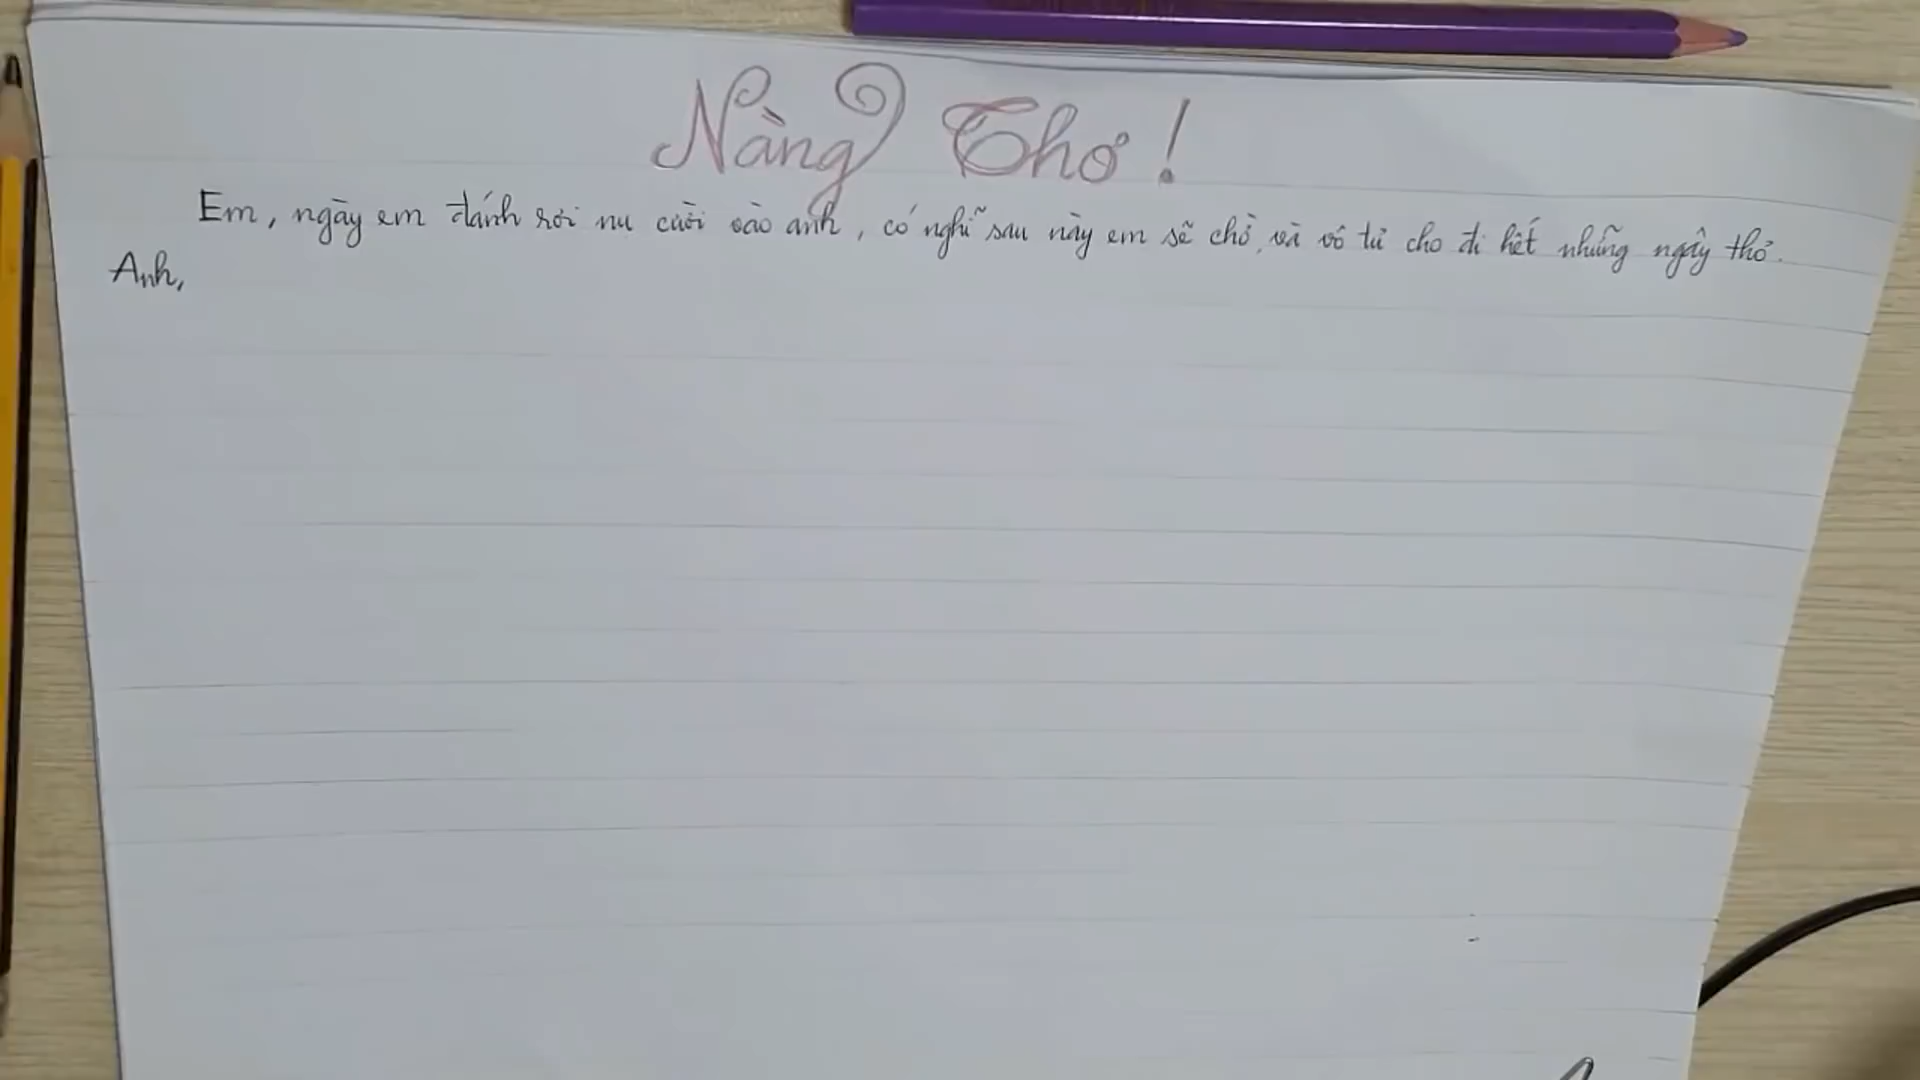 Nàng Thơ!
Em, ngày em đánh rơi nụ cười vào anh, có nghĩ sau này em sẽ chờ, và vô tư cho đi hết những ngây thơ.
Anh,